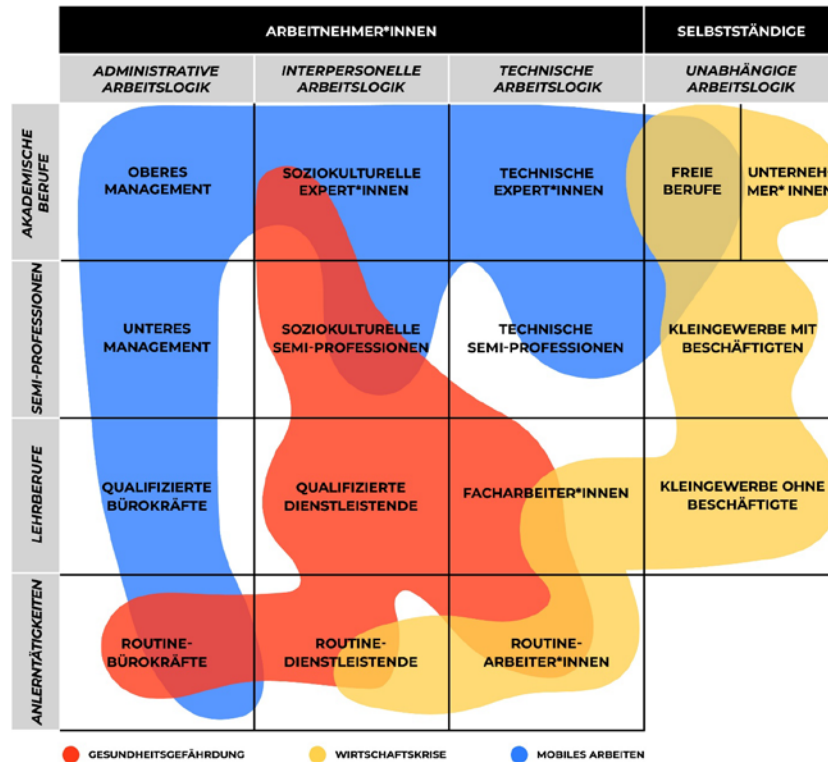 ARBEITNEHMER*INNEN
SELBSTSTÄNDIGE
ADMINISTRATIVE
ARBEITSLOGIK
INTERPERSONELLE
ARBEITSLOGIK
TECHNISCHE
ARBEITSLOGIK
UNABHÄNGIGE
ARBEITSLOGIK
AKADEMISCHE
BERUFE
OBERES
MANAGEMENT
SOZIOKULTURELLE
EXPERT*INNEN
TECHNISCHE
EXPERT*INNEN
FREIE
BERUFE
UNTERNEH
MER*INNEN
SEMI-PROFESSIONEN
UNTERES
MANAGEMENT
SOZIOKULTURELLE
SEMI-PROFESSIONEN
TECHNISCHE
SEMI-PROFESSIONEN
KLEINGEWERBE MIT
BESCHÄFTIGTEN
LEHRBERUFE
QUALIFIZIERTE
BÜROKRÄFTE
QUALIFIZIERTE
DIENSTLEISTENDE
FACHARBEITER*INNEN
KLEINGEWERBE OHNE
BESCHÄFTIGTE
ANLERNTÄTIGKEITEN
ROUTINE-
BÜROKRÄFTE
ROUTINE-
DIENSTLEISTENDE
ROUTINE-
ARBEITER*INNEN
GESUNDHEITSGEFÄHRDUNG
WIRTSCHAFTSKRISE
MOBILES ARBEITEN